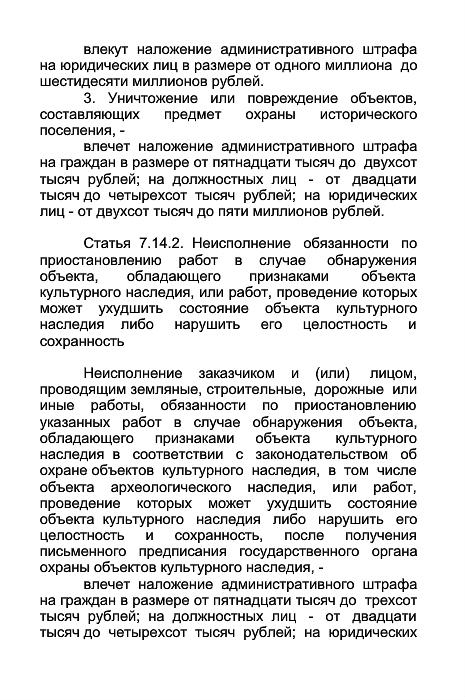 влекут наложение административного штрафа
на юридических лиц в размере от одного миллиона до
шестидесяти миллионов рублей.
3. Уничтожение или повреждение объектов,
составляющих предмет охраны исторического
поселения, -
влечет наложение административного штрафа
на граждан в размере от пятнадцати тысяч до двухсот
тысяч рублей; на должностных лиц - от двадцати
тысяч до четырехсот тысяч рублей; на юридических
лиц - от двухсот тысяч до пяти миллионов рублей.
Статья 7.14.2. Неисполнение обязанности по
приостановлению работ в случае обнаружения
объекта, обладающего признаками объекта
культурного наследия, или работ, проведение которых
может ухудшить состояние объекта культурного
наследия либо нарушить его целостность и
сохранность
Неисполнение заказчиком и (или) лицом,
проводящим земляные, строительные, дорожные или
иные работы, обязанности по приостановлению
указанных работ в случае обнаружения объекта,
обладающего признаками объекта культурного
наследия в соответствии с законодательством об
охране объектов культурного наследия, в том числе
объекта археологического наследия, или работ,
проведение которых может ухудшить состояние
объекта культурного наследия либо нарушить его
целостность и сохранность, после получения
письменного предписания государственного органа
охраны объектов культурного наследия, -
влечет наложение административного штрафа
на граждан в размере от пятнадцати тысяч до трехсот
тысяч рублей; на должностных лиц - от двадцати
тысяч до четырехсот тысяч рублей; на юридических